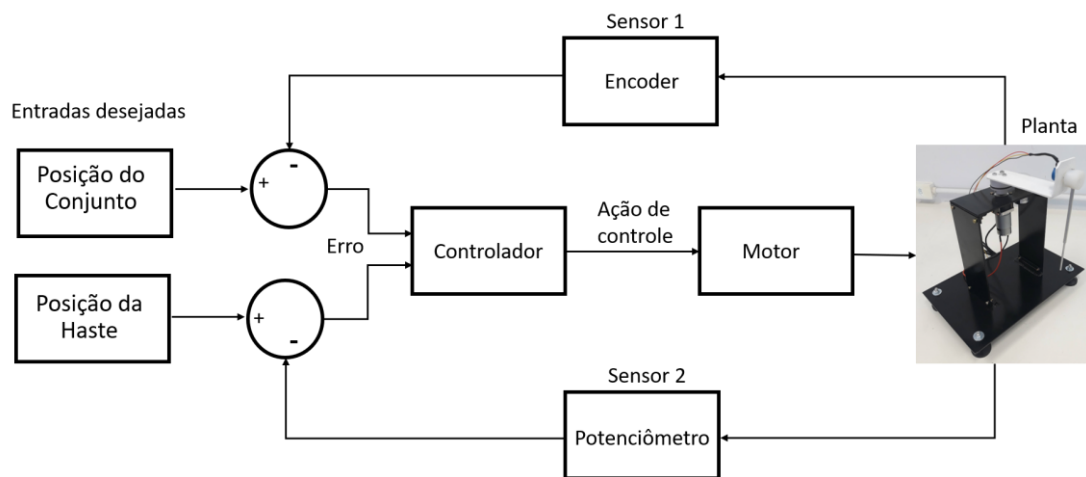 Sensor 1
Encoder
Entradas desejadas
Planta
Posição do
Conjunto
-
+
Ação de
controle
Erro
Controlador
Motor
Posição da
Haste
+
-
Sensor 2
Potenciômetro